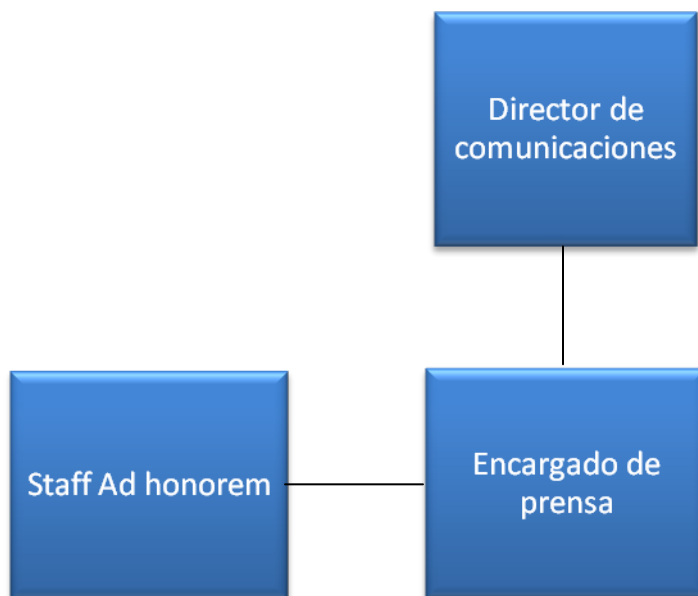 Director de
comunicaciones
Staff Ad honorem
Encargado de
prensa